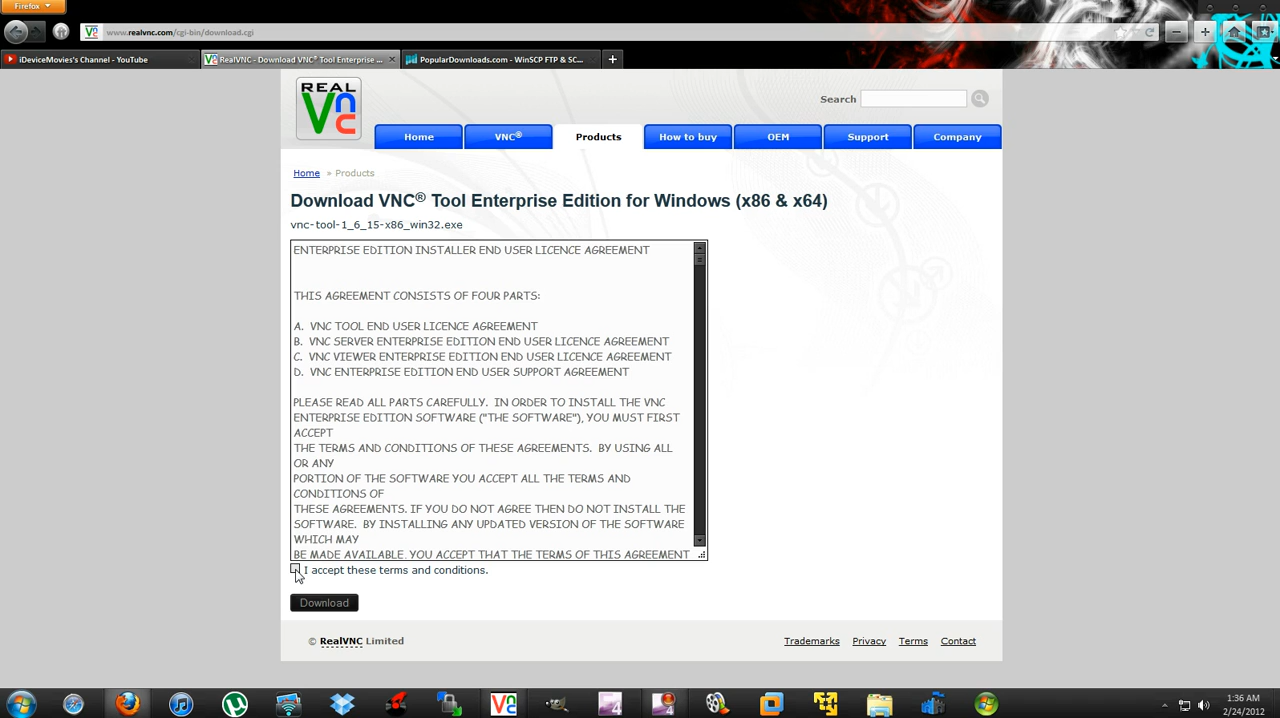 Firefox
www.realvnc.com/cgi-bin/download.cgi
iDeviceMovies's Channel - YouTube
RealVNC - Download VNC® Tool Enterprise ...
PopularDownloads.com - WinSCP FTP & SC...
REAL
VNC
Search
Home
VNC®
Products
How to buy
OEM
Support
Company
Home » Products
Download VNC® Tool Enterprise Edition for Windows (x86 & x64)
vnc-tool-1_6_15-x86_win32.exe
ENTERPRISE EDITION INSTALLER END USER LICENCE AGREEMENT
THIS AGREEMENT CONSISTS OF FOUR PARTS:
A. VNC TOOL END USER LICENCE AGREEMENT
B. VNC SERVER ENTERPRISE EDITION END USER LICENCE AGREEMENT
C. VNC VIEWER ENTERPRISE EDITION END USER LICENCE AGREEMENT
D. VNC ENTERPRISE EDITION END USER SUPPORT AGREEMENT
PLEASE READ ALL PARTS CAREFULLY. IN ORDER TO INSTALL THE VNC
ENTERPRISE EDITION SOFTWARE ("THE SOFTWARE"), YOU MUST FIRST
ACCEPT
THE TERMS AND CONDITIONS OF THESE AGREEMENTS. BY USING ALL
OR ANY
PORTION OF THE SOFTWARE YOU ACCEPT ALL THE TERMS AND
CONDITIONS OF
THESE AGREEMENTS. IF YOU DO NOT AGREE THEN DO NOT INSTALL THE
SOFTWARE. BY INSTALLING ANY UPDATED VERSION OF THE SOFTWARE
WHICH MAY
BE MADE AVAILABLE, YOU ACCEPT THAT THE TERMS OF THIS AGREEMENT
I accept these terms and conditions.
Download
© RealVNC Limited
Trademarks
Privacy
Terms
Contact
1:36 AM
2/24/2012